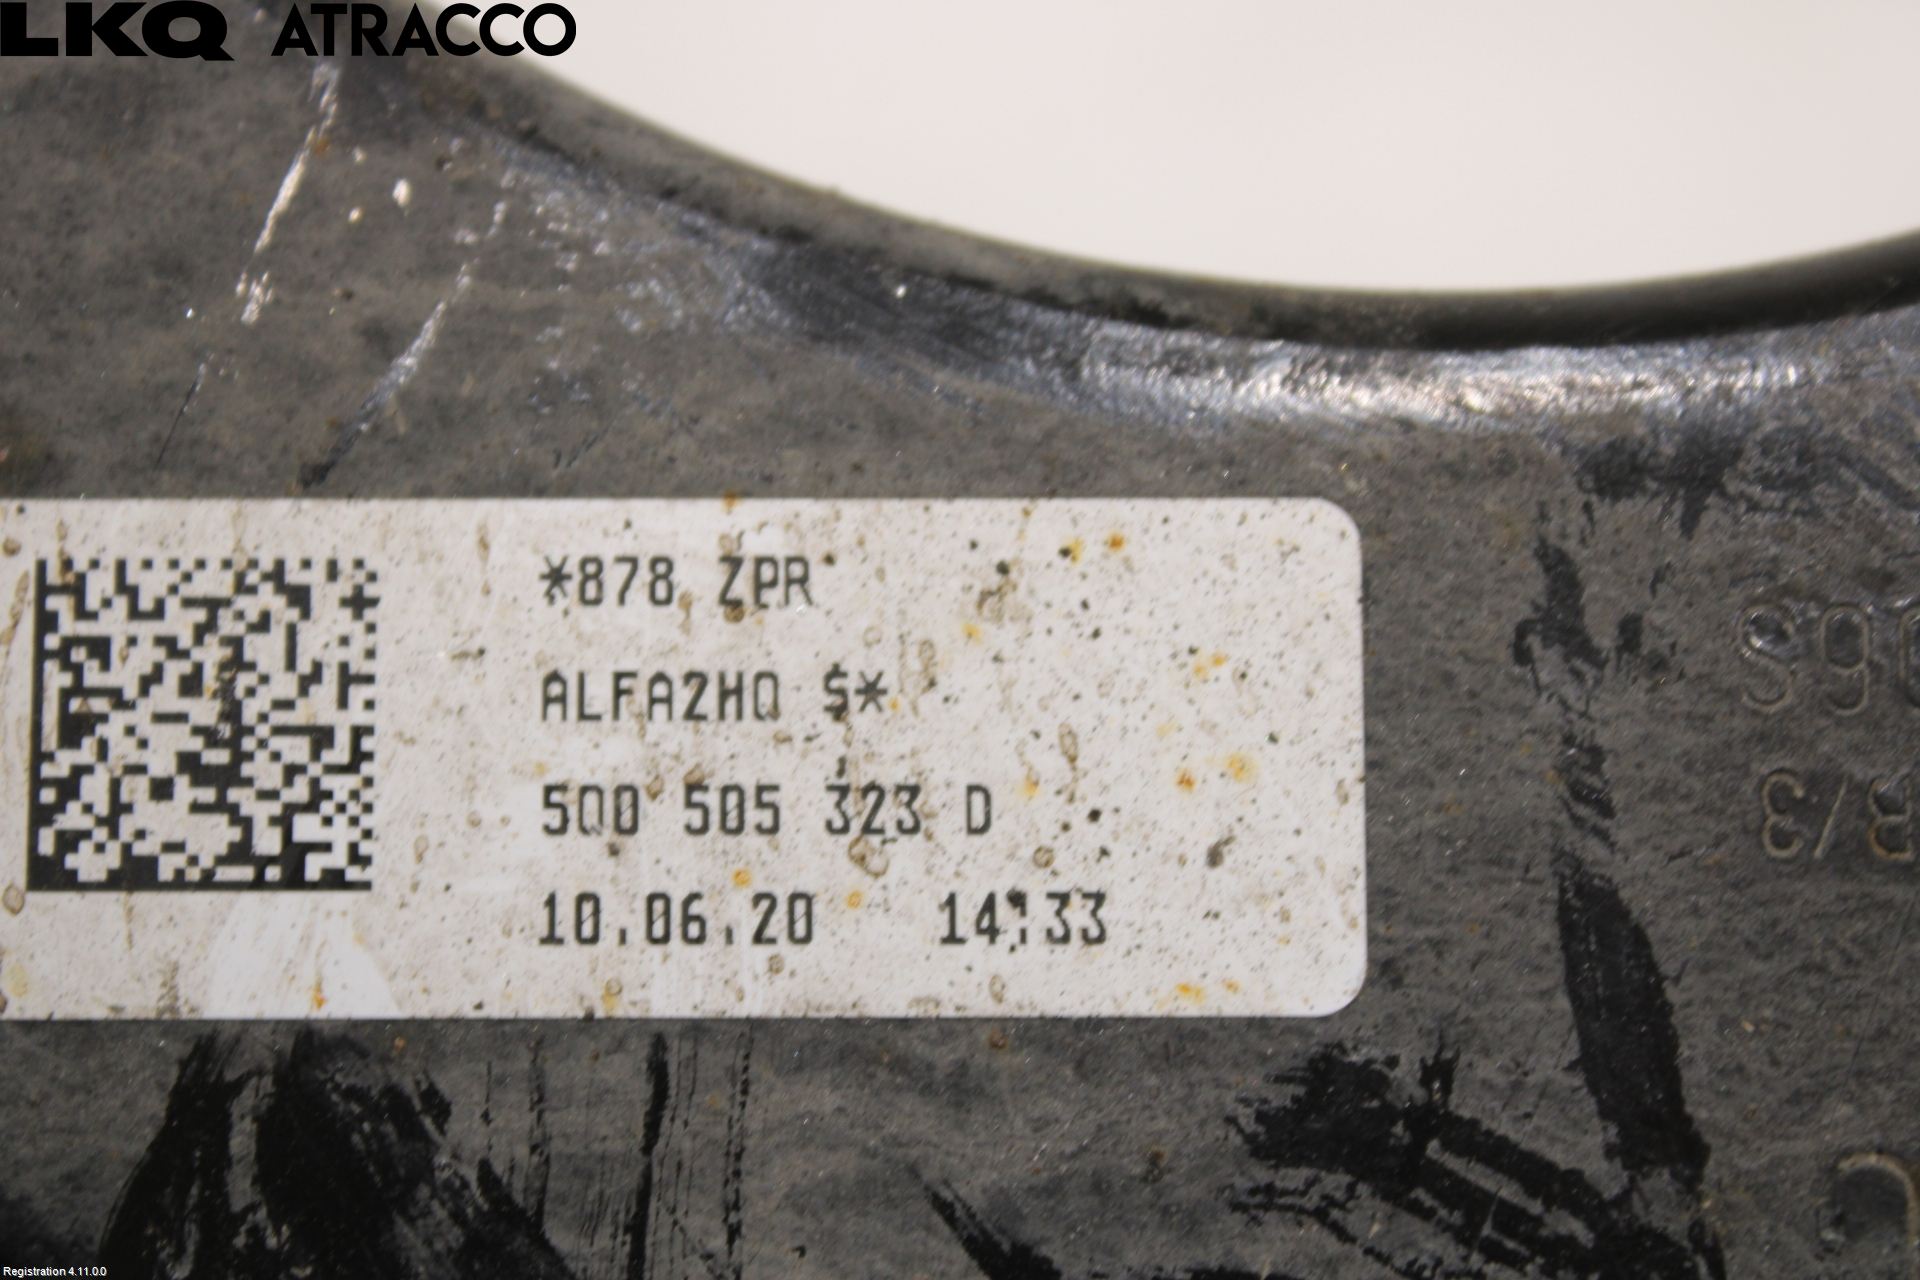 LKQ ATRACCO
*878 ZPR
ALFA2HQ $*
5Q0 505 323 D
10.06.20 14:33
Registration 4.11.0.0